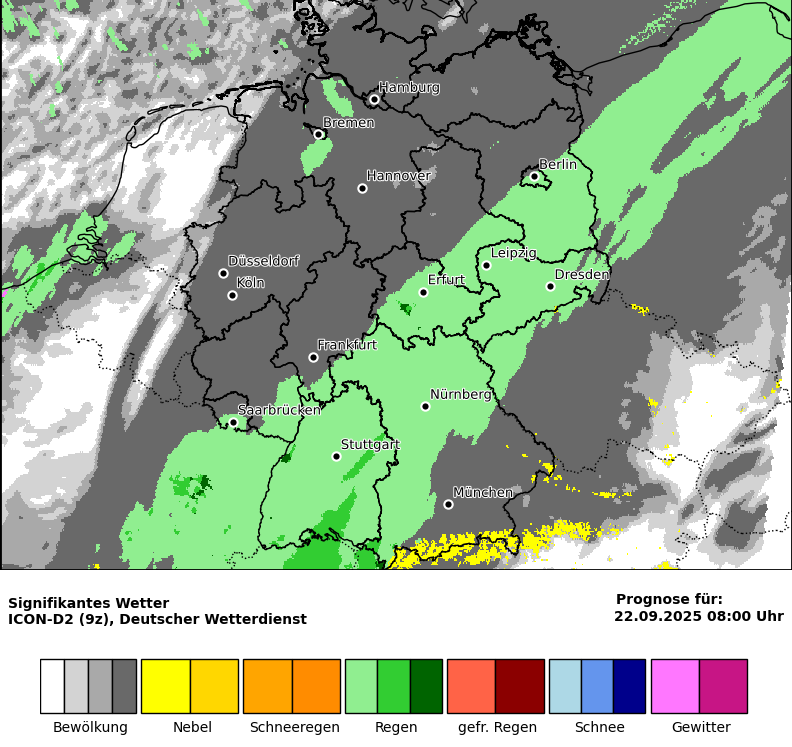 Hamburg
Bremen
Berlin
Hannover
Leipzig
Düsseldorf
Dresden
Köln
Erfurt
Frankfurt
Nürnberg
Saarbrücken
Stuttgart
München
Signifikantes Wetter
ICON-D2 (9z), Deutscher Wetterdienst
Prognose für:
22.09.2025 08:00 Uhr
Bewölkung
Nebel
Schneeregen
Regen
gefr. Regen
Schnee
Gewitter